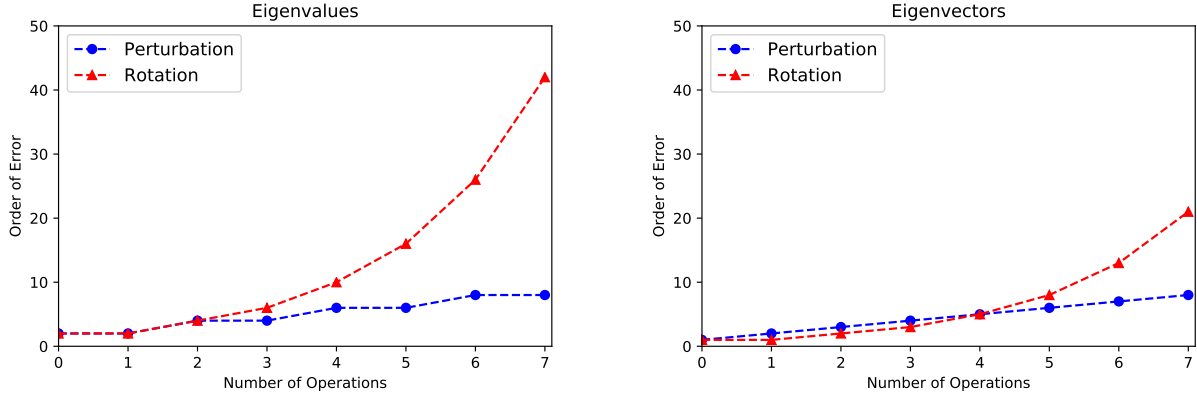 Eigenvalues
50
40
30
20
10
0
Order of Error
Perturbation
Rotation
0 1 2 3 4 5 6 7
Number of Operations
Eigenvectors
50
40
30
20
10
0
Order of Error
Perturbation
Rotation
0 1 2 3 4 5 6 7
Number of Operations